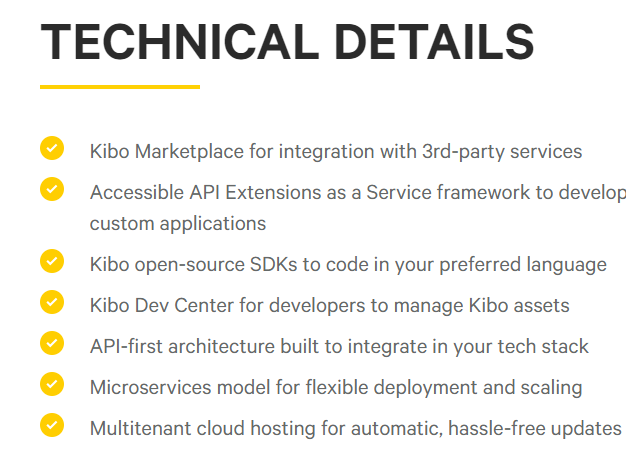 TECHNICAL DETAILS
Kibo Marketplace for integration with 3rd-party services
Accessible API Extensions as a Service framework to develop
custom applications
Kibo open-source SDKs to code in your preferred language
Kibo Dev Center for developers to manage Kibo assets
API-first architecture built to integrate in your tech stack
Microservices model for flexible deployment and scaling
Multitenant cloud hosting for automatic, hassle-free updates